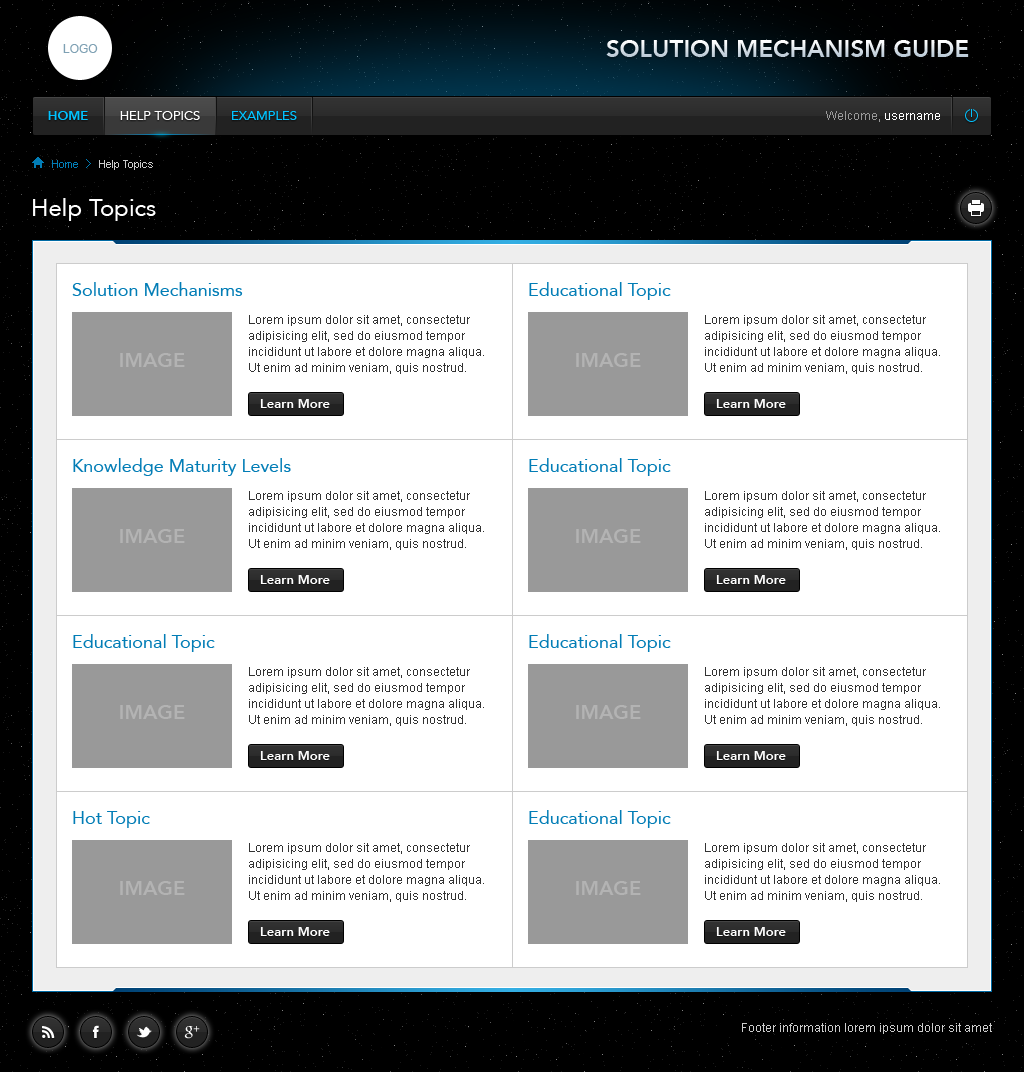 LOGO
SOLUTION MECHANISM GUIDE
HOME
HELP TOPICS
EXAMPLES
Welcome, username
Home
Help Topics
Help Topics
Solution Mechanisms
IMAGE
Lorem ipsum dolor sit amet, consectetur
adipisicing elit, sed do eiusmod tempor
incididunt ut labore et dolore magna aliqua.
Ut enim ad minim veniam, quis nostrud.
Learn More
Educational Topic
IMAGE
Lorem ipsum dolor sit amet, consectetur
adipisicing elit, sed do eiusmod tempor
incididunt ut labore et dolore magna aliqua.
Ut enim ad minim veniam, quis nostrud.
Learn More
Knowledge Maturity Levels
IMAGE
Lorem ipsum dolor sit amet, consectetur
adipisicing elit, sed do eiusmod tempor
incididunt ut labore et dolore magna aliqua.
Ut enim ad minim veniam, quis nostrud.
Learn More
Educational Topic
IMAGE
Lorem ipsum dolor sit amet, consectetur
adipisicing elit, sed do eiusmod tempor
incididunt ut labore et dolore magna aliqua.
Ut enim ad minim veniam, quis nostrud.
Learn More
Educational Topic
IMAGE
Lorem ipsum dolor sit amet, consectetur
adipisicing elit, sed do eiusmod tempor
incididunt ut labore et dolore magna aliqua.
Ut enim ad minim veniam, quis nostrud.
Learn More
Educational Topic
IMAGE
Lorem ipsum dolor sit amet, consectetur
adipisicing elit, sed do eiusmod tempor
incididunt ut labore et dolore magna aliqua.
Ut enim ad minim veniam, quis nostrud.
Learn More
Hot Topic
IMAGE
Lorem ipsum dolor sit amet, consectetur
adipisicing elit, sed do eiusmod tempor
incididunt ut labore et dolore magna aliqua.
Ut enim ad minim veniam, quis nostrud.
Learn More
Educational Topic
IMAGE
Lorem ipsum dolor sit amet, consectetur
adipisicing elit, sed do eiusmod tempor
incididunt ut labore et dolore magna aliqua.
Ut enim ad minim veniam, quis nostrud.
Learn More
f
g+
Footer information lorem ipsum dolor sit amet